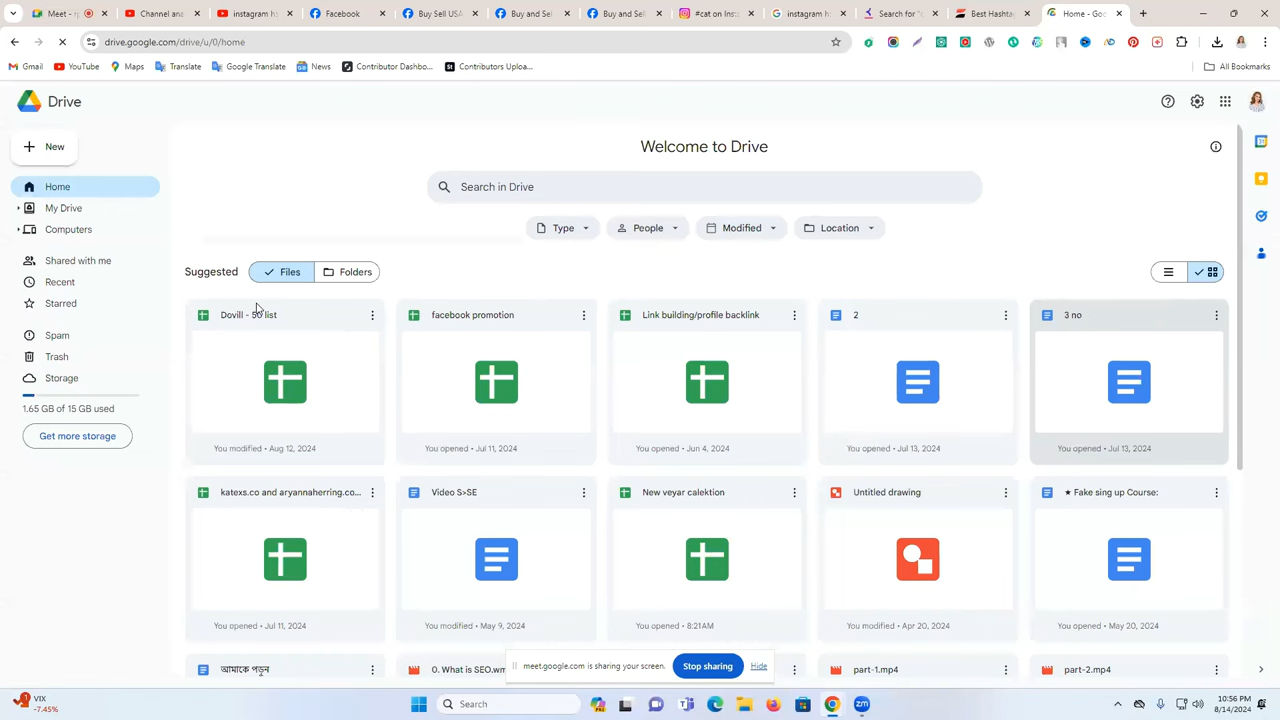 Meet -
Channel an
instagram h
Facebook
Buy Sell USA
Buy and Sel
Buy and Sel
#usa on Inst
instagram h
Search for "
Best Hashta
Home - Goo
drive.google.com/drive/u/0/home
Gmail YouTube Maps Translate Google Translate News Contributor Dashbo... Contributors Uploa... All Bookmarks
Drive
New
Home
My Drive
Computers
Shared with me
Recent
Starred
Spam
Trash
Storage
1.65 GB of 15 GB used
Get more storage
Welcome to Drive
Search in Drive
Type People Modified Location
Suggested Files Folders
Dovill - 50 list
facebook promotion
Link building/profile backlink
2
3 no
You modified • Aug 12, 2024
You opened • Jul 11, 2024
You opened • Jun 4, 2024
You opened • Jul 13, 2024
You opened • Jul 13, 2024
katexs.co and aryannaherring.co...
Video S>SE
New veyar calektion
Untitled drawing
★ Fake sing up Course:
You opened • Jul 11, 2024
You modified • May 9, 2024
You opened • 8:21 AM
You modified • Apr 20, 2024
You opened • May 20, 2024
আমাকে পড়ুন
0. What is SEO.wm
part-1.mp4
part-2.mp4
meet.google.com is sharing your screen. Stop sharing Hide
VIX
-7.45%
Search
10:56 PM
8/14/2024